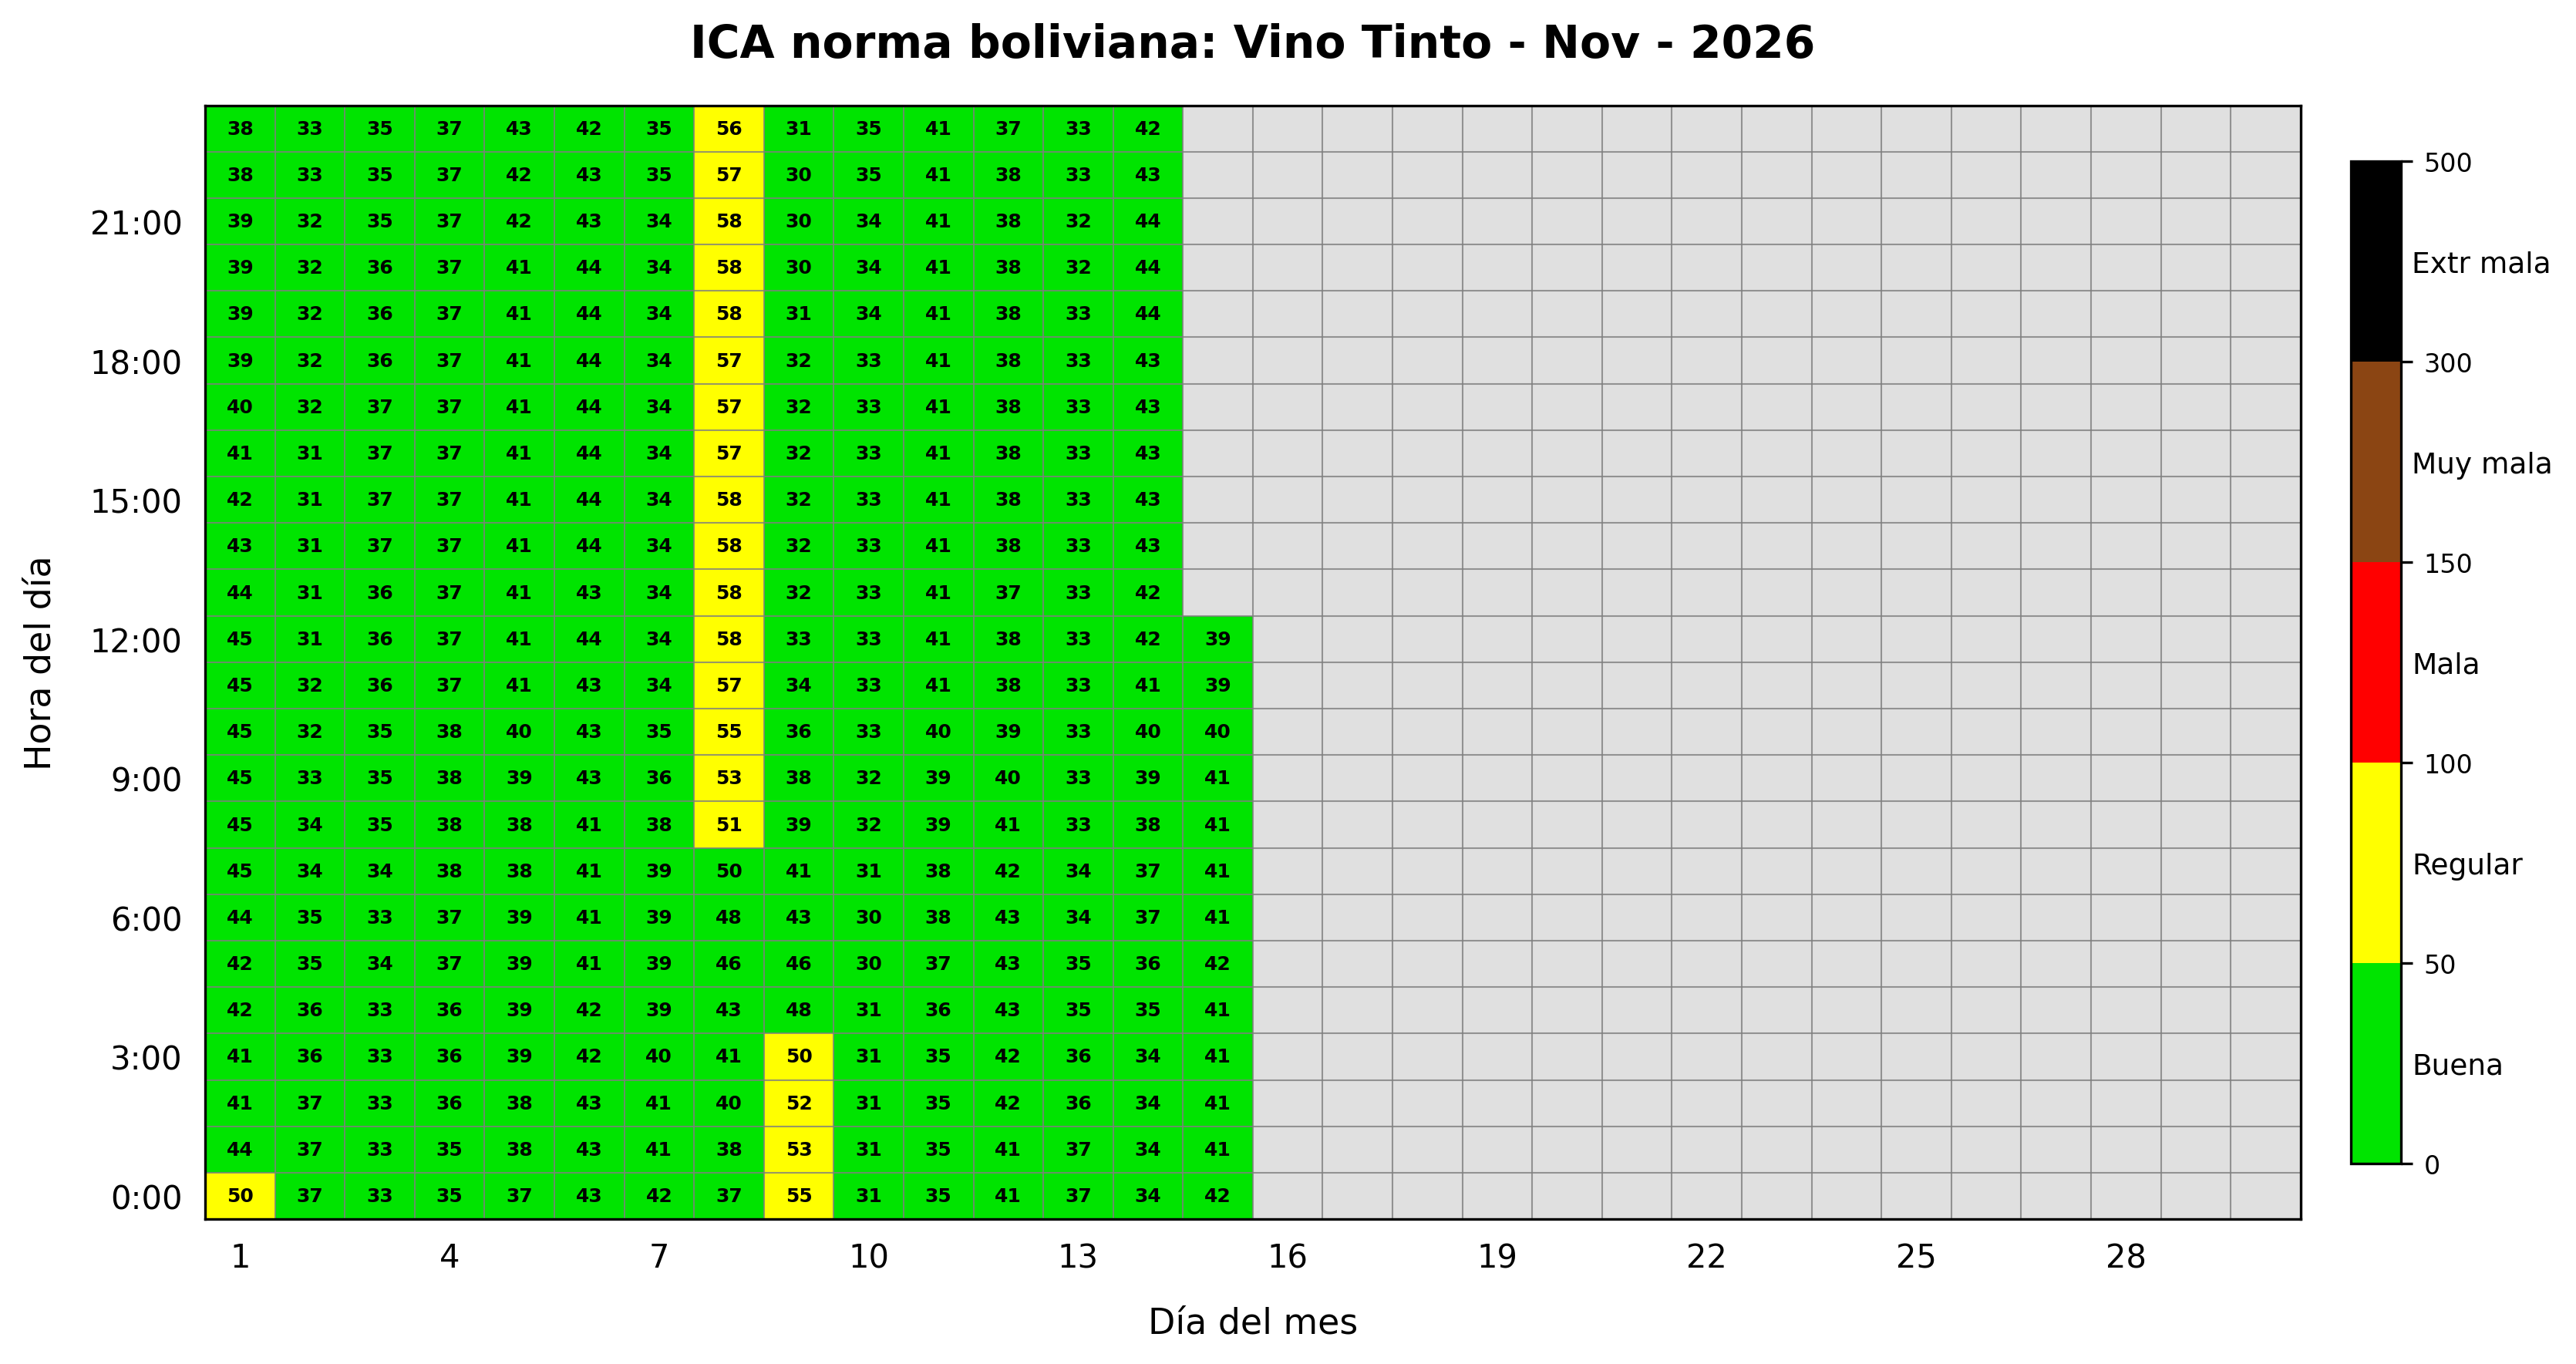 ICA norma boliviana: Vino Tinto - Nov - 2026
38 33 35 37 43 42 35 56 31 35 41 37 33 42
38 33 35 37 42 43 35 57 30 35 41 38 33 43
21:00 39 32 35 37 42 43 34 58 30 34 41 38 32 44
39 32 36 37 41 44 34 58 30 34 41 38 32 44
39 32 36 37 41 44 34 58 31 34 41 38 33 44
18:00 39 32 36 37 41 44 34 57 32 33 41 38 33 43
40 32 37 37 41 44 34 57 32 33 41 38 33 43
41 31 37 37 41 44 34 57 32 33 41 38 33 43
15:00 42 31 37 37 41 44 34 58 32 33 41 38 33 43
43 31 37 37 41 44 34 58 32 33 41 38 33 43
44 31 36 37 41 43 34 58 32 33 41 37 33 42
12:00 45 31 36 37 41 44 34 58 33 33 41 38 33 42 39
45 32 36 37 41 43 34 57 34 33 41 38 33 41 39
45 32 35 38 40 43 35 55 36 33 40 39 33 40 40
9:00 45 33 35 38 39 43 36 53 38 32 39 40 33 39 41
45 34 35 38 38 41 38 51 39 32 39 41 33 38 41
45 34 34 38 38 41 39 50 41 31 38 42 34 37 41
6:00 44 35 33 37 39 41 39 48 43 30 38 43 34 37 41
42 35 34 37 39 41 39 46 46 30 37 43 35 36 42
42 36 33 36 39 42 39 43 48 31 36 43 35 35 41
3:00 41 36 33 36 39 42 40 41 50 31 35 42 36 34 41
41 37 33 36 38 43 41 40 52 31 35 42 36 34 41
44 37 33 35 38 43 41 38 53 31 35 41 37 34 41
0:00 50 37 33 35 37 43 42 37 55 31 35 41 37 34 42
1 4 7 10 13 16 19 22 25 28
Día del mes
Hora del día
500
Extr mala
300
Muy mala
150
Mala
100
Regular
50
Buena
0